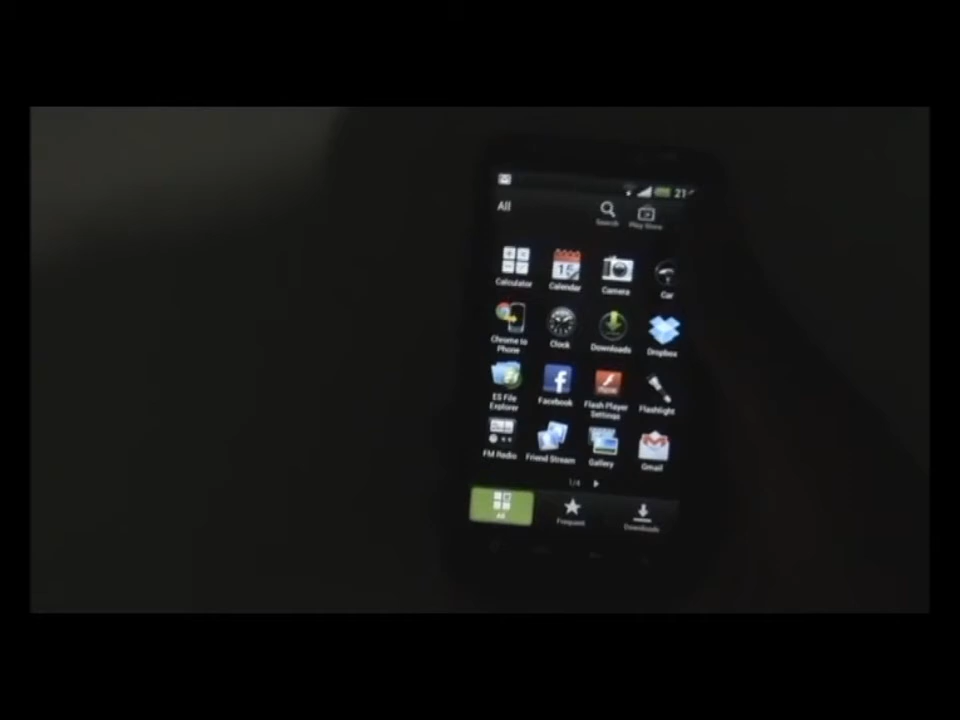 All
Search
Play Store
Calculator
Calendar
15
Camera
Car
Chrome to
Phone
Clock
Downloads
Dropbox
ES File
Explorer
Facebook
Flash Player
Settings
Flashlight
FM Radio
Friend Stream
Gallery
Gmail
1/4
All
Frequent
Downloads